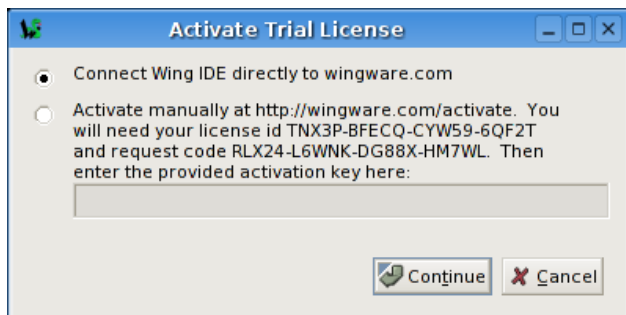 Activate Trial License
Connect Wing IDE directly to wingware.com
Activate manually at http://wingware.com/activate. You
will need your license id TNX3P-BFECQ-CYW59-6QF2T
and request code RLX24-L6WNK-DG88X-HM7WL. Then
enter the provided activation key here:
Continue
Cancel